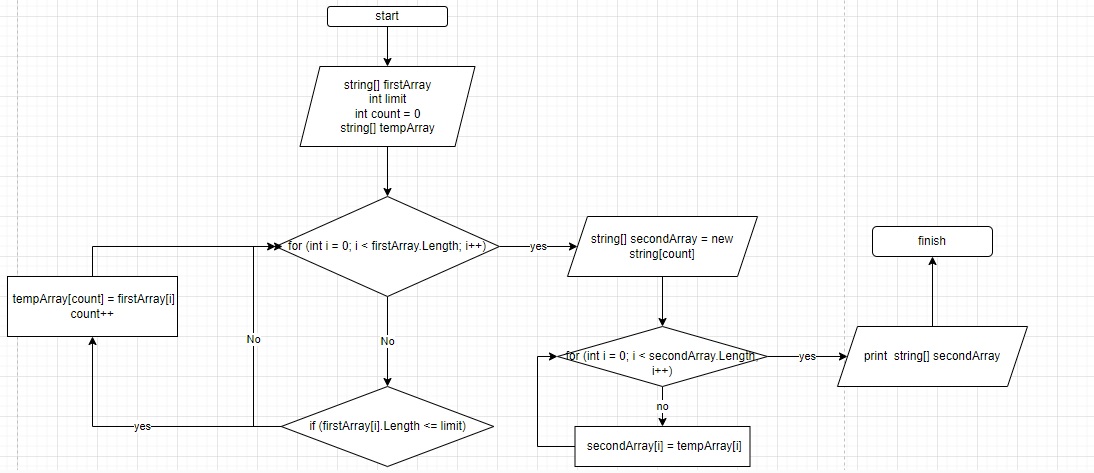 start
string[] firstArray
int limit
int count = 0
string[] tempArray
for (int i = 0; i < firstArray.Length; i++)
yes
string[] secondArray = new
string[count]
finish
tempArray[count] = firstArray[i]
count++
No
No
for (int i = 0; i < secondArray.Length,
i++)
yes
print string[] secondArray
no
yes
if (firstArray[i].Length <= limit)
secondArray[i] = tempArray[i]